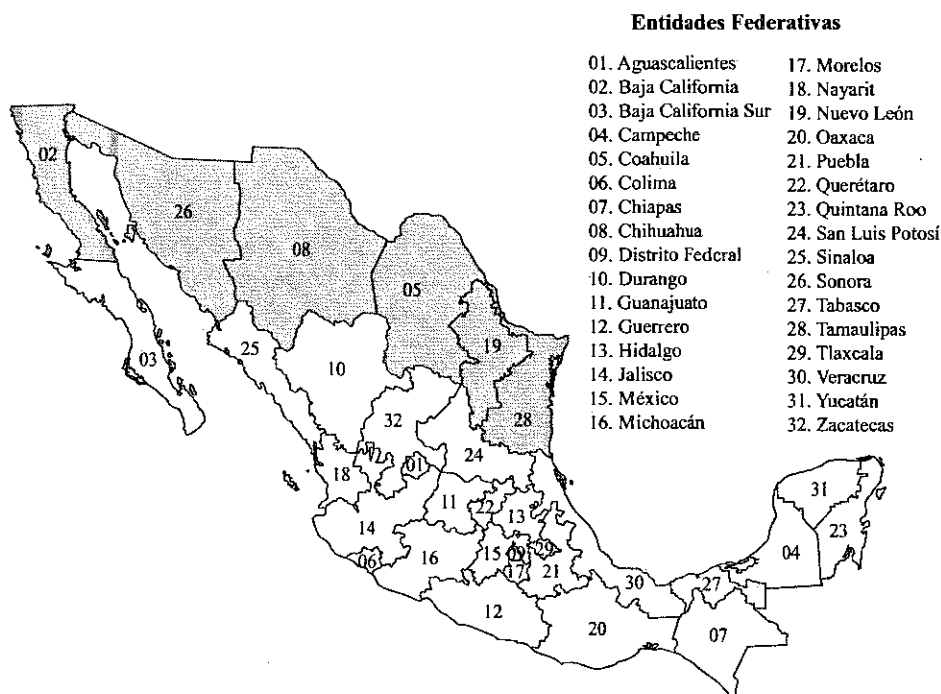 Entidades Federativas
01. Aguascalientes
02. Baja California
03. Baja California Sur
04. Campeche
05. Coahuila
06. Colima
07. Chiapas
08. Chihuahua
09. Distrito Federal
10. Durango
11. Guanajuato
12. Guerrero
13. Hidalgo
14. Jalisco
15. México
16. Michoacán
17. Morelos
18. Nayarit
19. Nuevo León
20. Oaxaca
21. Puebla
22. Querétaro
23. Quintana Roo
24. San Luis Potosí
25. Sinaloa
26. Sonora
27. Tabasco
28. Tamaulipas
29. Tlaxcala
30. Veracruz
31. Yucatán
32. Zacatecas
02
26
08
05
19
03
25
10
28
32
24
01
18
31
11
22
13
23
14
15
09
29
04
06
16
17
21
30
27
12
20
07